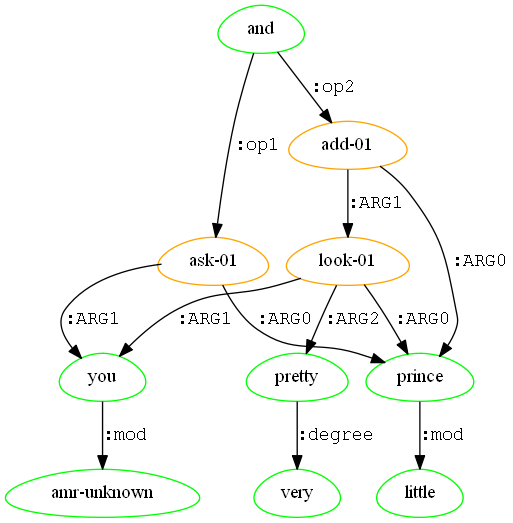 and
:op2
add-01
:op1
:ARG1
ask-01
look-01
:ARG0
:ARG1
:ARG1
:ARG0
:ARG2
:ARG0
you
pretty
prince
:mod
:degree
:mod
amr-unknown
very
little